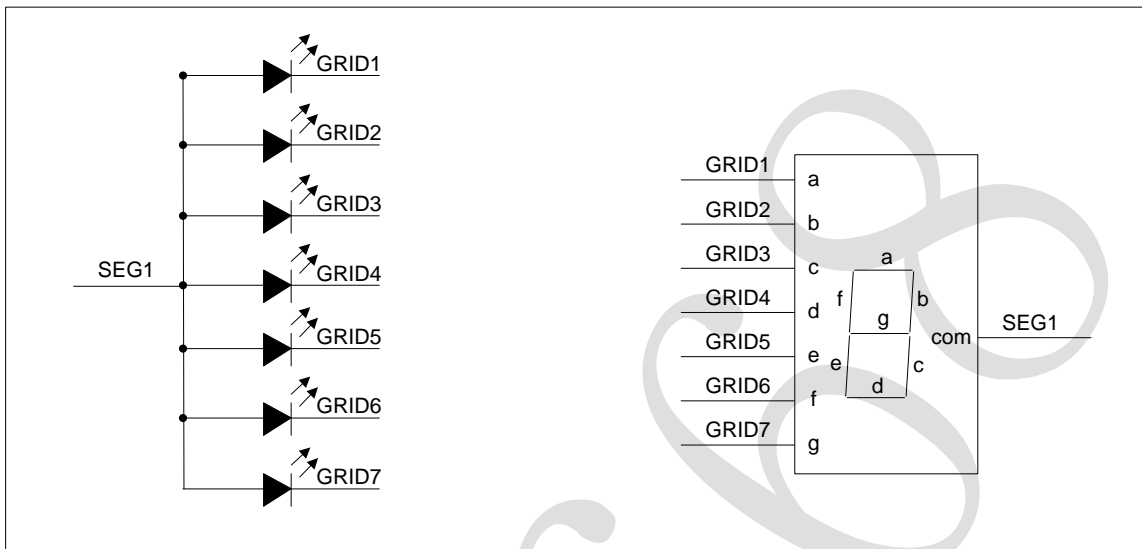 GRID1
GRID2
GRID3
GRID4
GRID5
GRID6
GRID7
SEG1
GRID1
GRID2
GRID3
GRID4
GRID5
GRID6
GRID7
a
b
c
d
e
f
g
a
f
b
g
e
c
d
com
SEG1